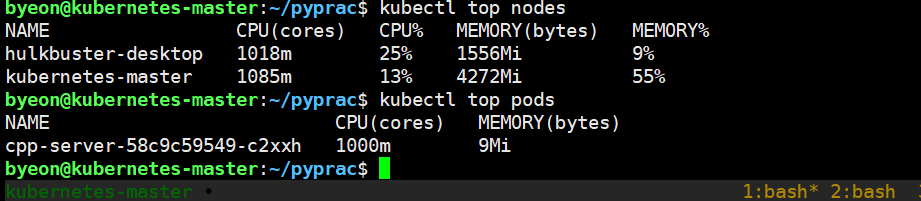 byeon@kubernetes-master:~/pyprac$ kubectl top nodes
NAME                CPU(cores)   CPU%   MEMORY(bytes)   MEMORY%
hulkbuster-desktop   1018m        25%    1556Mi          9%
kubernetes-master    1085m        13%    4272Mi          55%
byeon@kubernetes-master:~/pyprac$ kubectl top pods
NAME                          CPU(cores)   MEMORY(bytes)
cpp-server-58c9c59549-c2xxh   1000m        9Mi
byeon@kubernetes-master:~/pyprac$
kubernetes-master • 1:bash* 2:bash